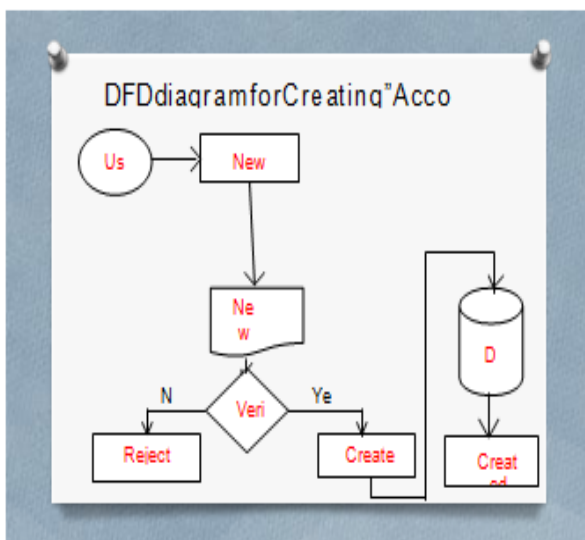 DFDdiagramforCreating"Acco
Us
New
Ne
w
D
N
Veri
Ye
Reject
Create
Creat